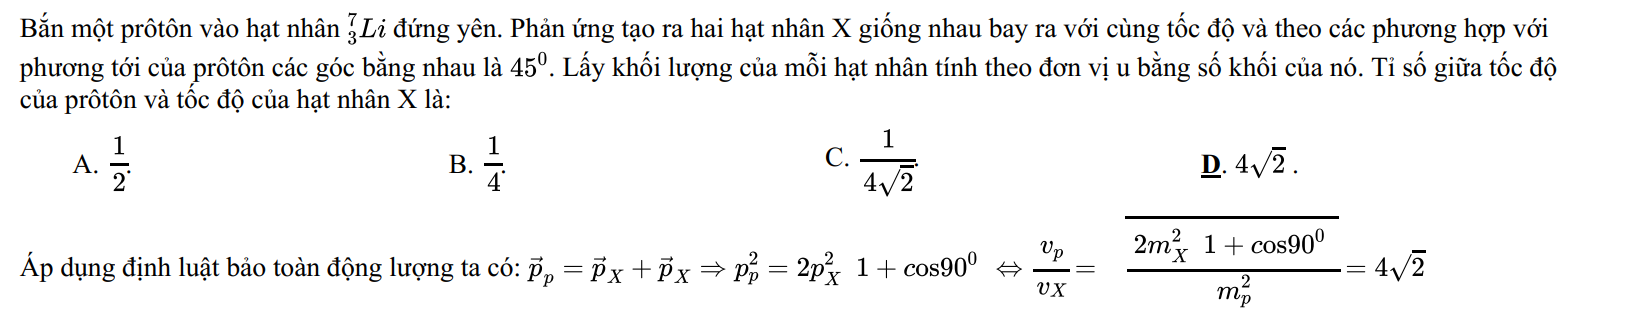 Bắn một prôtôn vào hạt nhân $^{7}_{3}Li$ đứng yên. Phản ứng tạo ra hai hạt nhân X giống nhau bay ra với cùng tốc độ và theo các phương hợp với
phương tới của prôtôn các góc bằng nhau là $45^0$. Lấy khối lượng của mỗi hạt nhân tính theo đơn vị u bằng số khối của nó. Tỉ số giữa tốc độ
của prôtôn và tốc độ của hạt nhân X là:
A. $\frac{1}{2}$. B. $\frac{1}{4}$. C. $\frac{1}{4\sqrt{2}}$. D. $4\sqrt{2}$ .
Áp dụng định luật bảo toàn động lượng ta có: $\vec{p}_p = \vec{p}_X + \vec{p}_X \Rightarrow p_p^2 = 2p_X^2 \ \ 1 + cos90^0 \ \Leftrightarrow \frac{v_p}{v_X} = \overline{\frac{2m_X^2 \ \ 1 + cos90^0}{m_p^2}} = 4\sqrt{2}$